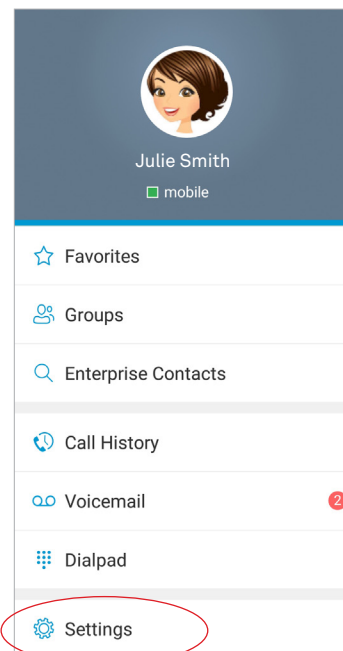 Julie Smith
mobile
Favorites
Groups
Enterprise Contacts
Call History
Voicemail
2
Dialpad
Settings